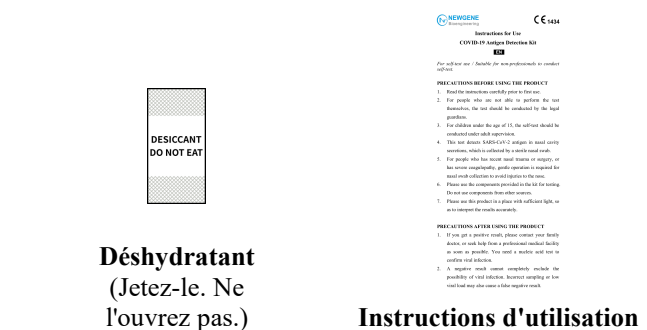 DESICCANT
DO NOT EAT
Déshydratant
(Jetez-le. Ne
l'ouvrez pas.)
NEWGENE
Bioengineering
CE 1434
Instructions for Use
COVID-19 Antigen Detection Kit
EN
For self-test use / Suitable for non-professionals to conduct
self-test.
PRECAUTIONS BEFORE USING THE PRODUCT
1. Read the instructions carefully prior to first use.
2. For people who are not able to perform the test
themselves, the test should be conducted by the legal
guardians.
3. For children under the age of 15, the self-test should be
conducted under adult supervision.
4. This test detects SARS-CoV-2 antigen in nasal cavity
secretions, which is collected by a sterile nasal swab.
5. For people who has recent nasal trauma or surgery, or
has severe coagulopathy, gentle operation is required for
nasal swab collection to avoid injuries to the nose.
6. Please use the components provided in the kit for testing.
Do not use components from other sources.
7. Please use this product in a place with sufficient light, so
as to interpret the results accurately.
PRECAUTIONS AFTER USING THE PRODUCT
1. If you get a positive result, please contact your family
doctor, or seek help from a professional medical facility
as soon as possible. You need a nucleic acid test to
confirm viral infection.
2. A negative result cannot completely exclude the
possibility of viral infection. Incorrect sampling or low
viral load may also cause a false negative result.
Instructions d'utilisation